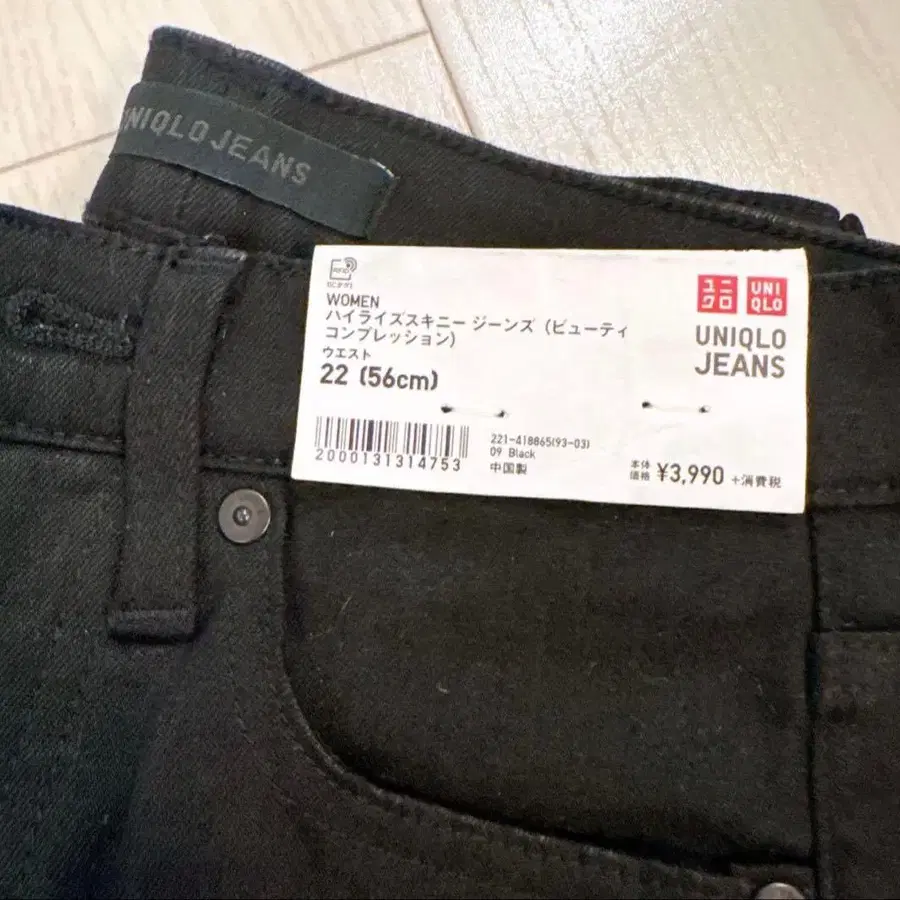 UNIQLO JEANS
RFID
WOMEN
ハイライズスキニー ジーンズ (ビューティ
コンプレッション)
ウエスト
22 (56cm)
2000131314753
221-418865(93-03)
09 Black
中国製
ユニ
クロ
UNI
QLO
UNIQLO
JEANS
本体
価格 ¥3,990 +消費税